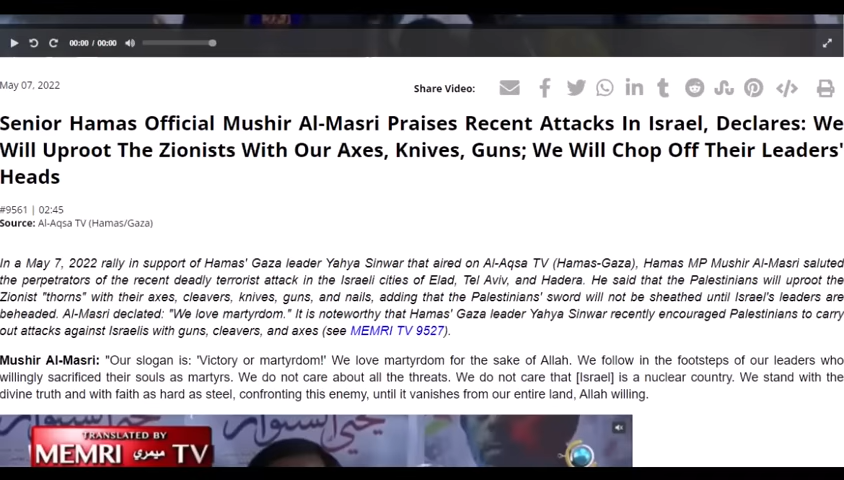 00:00 / 00:00
May 07, 2022
Share Video:
Senior Hamas Official Mushir Al-Masri Praises Recent Attacks In Israel, Declares: We
Will Uproot The Zionists With Our Axes, Knives, Guns; We Will Chop Off Their Leaders'
Heads
#9561 | 02:45
Source: Al-Aqsa TV (Hamas/Gaza)
In a May 7, 2022 rally in support of Hamas' Gaza leader Yahya Sinwar that aired on Al-Aqsa TV (Hamas-Gaza), Hamas MP Mushir Al-Masri saluted
the perpetrators of the recent deadly terrorist attack in the Israeli cities of Elad, Tel Aviv, and Hadera. He said that the Palestinians will uproot the
Zionist "thorns" with their axes, cleavers, knives, guns, and nails, adding that the Palestinians' sword will not be sheathed until Israel's leaders are
beheaded. Al-Masri declated: "We love martyrdom." It is noteworthy that Hamas' Gaza leader Yahya Sinwar recently encouraged Palestinians to carry
out attacks against Israelis with guns, cleavers, and axes (see MEMRI TV 9527).
Mushir Al-Masri: "Our slogan is: 'Victory or martyrdom!' We love martyrdom for the sake of Allah. We follow in the footsteps of our leaders who
willingly sacrificed their souls as martyrs. We do not care about all the threats. We do not care that [Israel] is a nuclear country. We stand with the
divine truth and with faith as hard as steel, confronting this enemy, until it vanishes from our entire land, Allah willing.
TRANSLATED BY
MEMRI ميمري TV